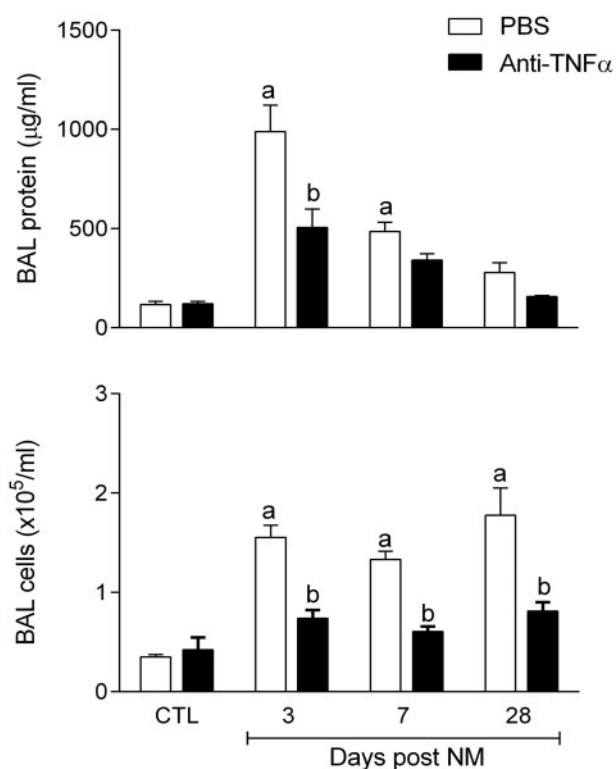 PBS
Anti-TNFα
BAL protein (μg/ml)
1500
1000
500
0
a
b
a
BAL cells (x10⁵/ml)
3
2
1
0
a
b
a
b
a
b
CTL
3
7
28
Days post NM